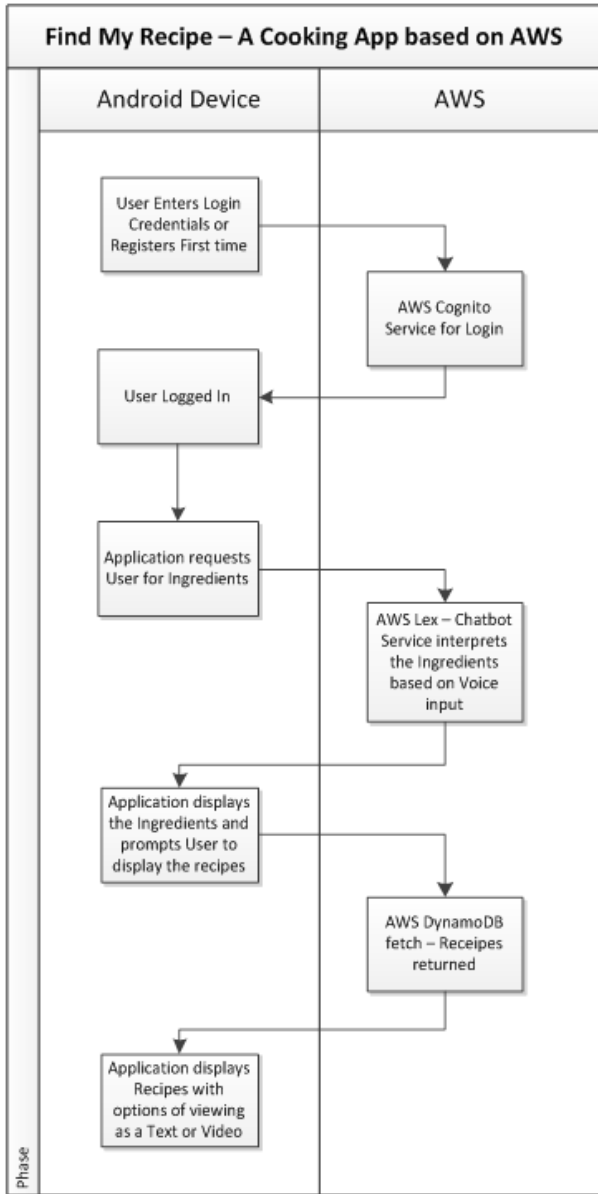 Find My Recipe – A Cooking App based on AWS
Android Device
AWS
User Enters Login
Credentials or
Registers First time
AWS Cognito
Service for Login
User Logged In
Application requests
User for Ingredients
AWS Lex – Chatbot
Service interprets
the Ingredients
based on Voice
input
Application displays
the Ingredients and
prompts User to
display the recipes
AWS DynamoDB
fetch – Receipes
returned
Application displays
Recipes with
options of viewing
as a Text or Video
Phase